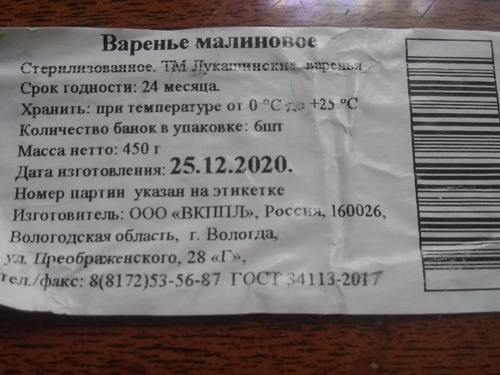 Варенье малиновое
Стерилизованное. ТМ Лукашинские варенья
Срок годности: 24 месяца.
Хранить: при температуре от 0 °С до +25 °С
Количество банок в упаковке: 6шт
Масса нетто: 450 г
Дата изготовления: 25.12.2020.
Номер партии указан на этикетке
Изготовитель: ООО «ВКППЛ», Россия, 160026,
Вологодская область, г. Вологда,
ул. Преображенского, 28 «Г»,
тел./факс: 8(8172)53-56-87 ГОСТ 34113-2017